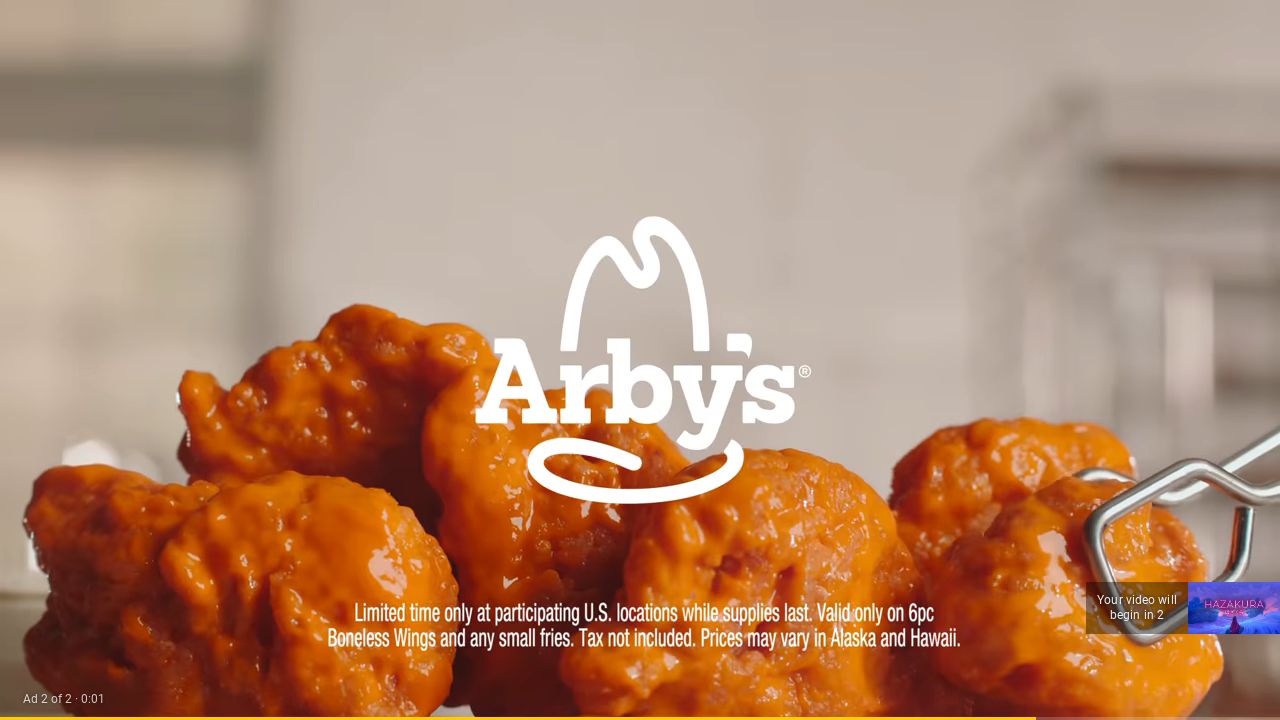 Arby's®
Limited time only at participating U.S. locations while supplies last. Valid only on 6pc
Boneless Wings and any small fries. Tax not included. Prices may vary in Alaska and Hawaii.
Your video will
begin in 2
HAZAKURA
Ad 2 of 2 · 0:01